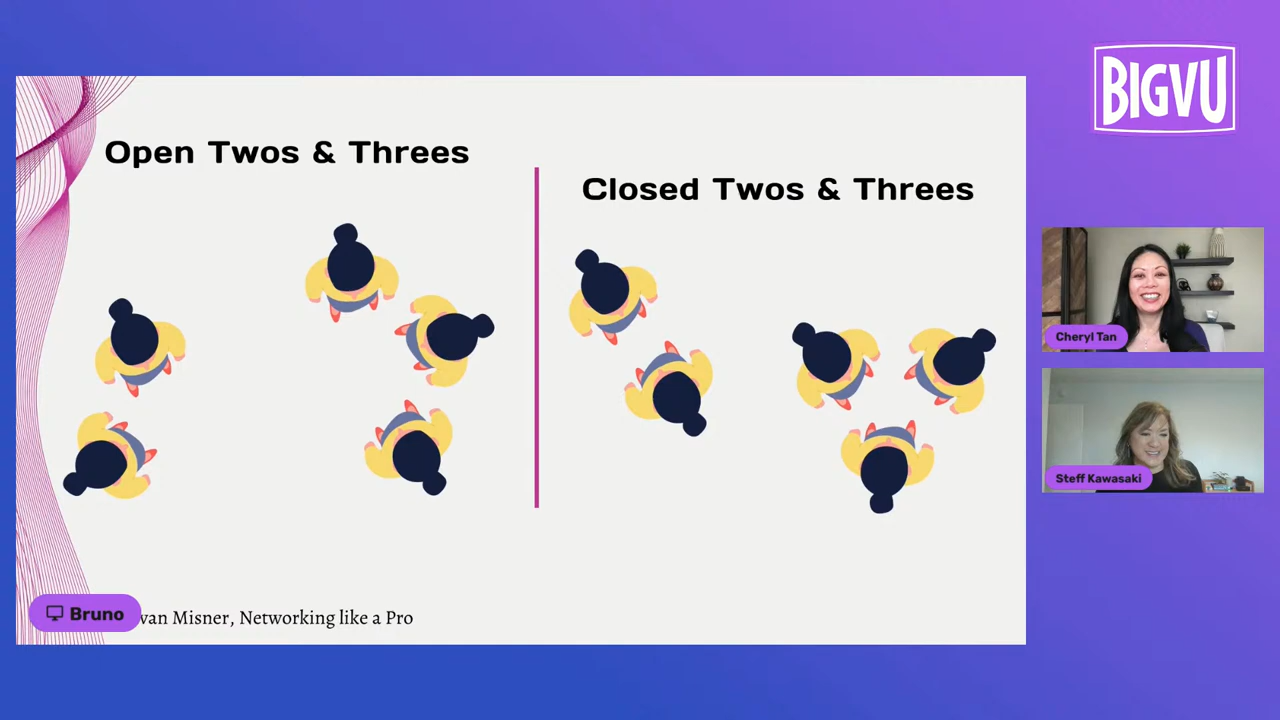 BIGVU
Open Twos & Threes
Closed Twos & Threes
Cheryl Tan
Steff Kawasaki
Bruno
van Misner, Networking like a Pro